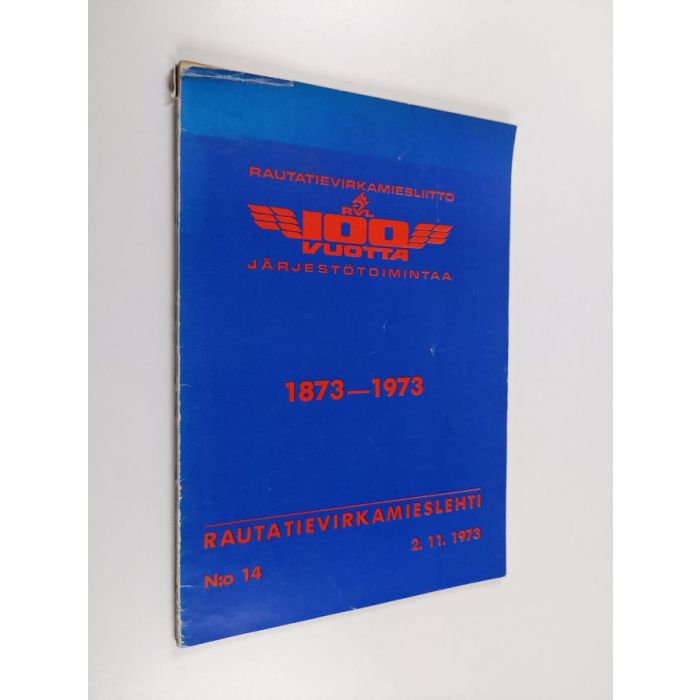 RAUTATIEVIRKAMIESLIITTO
RVL
100
VUOTTA
JÄRJESTÖTOIMINTAA
1873—1973
RAUTATIEVIRKAMIESLEHTI
N:o 14
2. 11. 1973